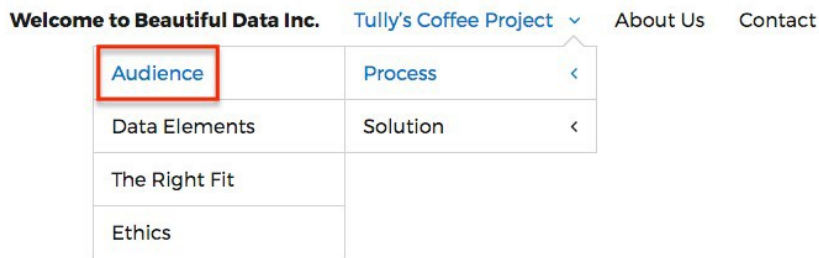 Welcome to Beautiful Data Inc. Tully's Coffee Project About Us Contact
Audience Process
Data Elements Solution
The Right Fit
Ethics